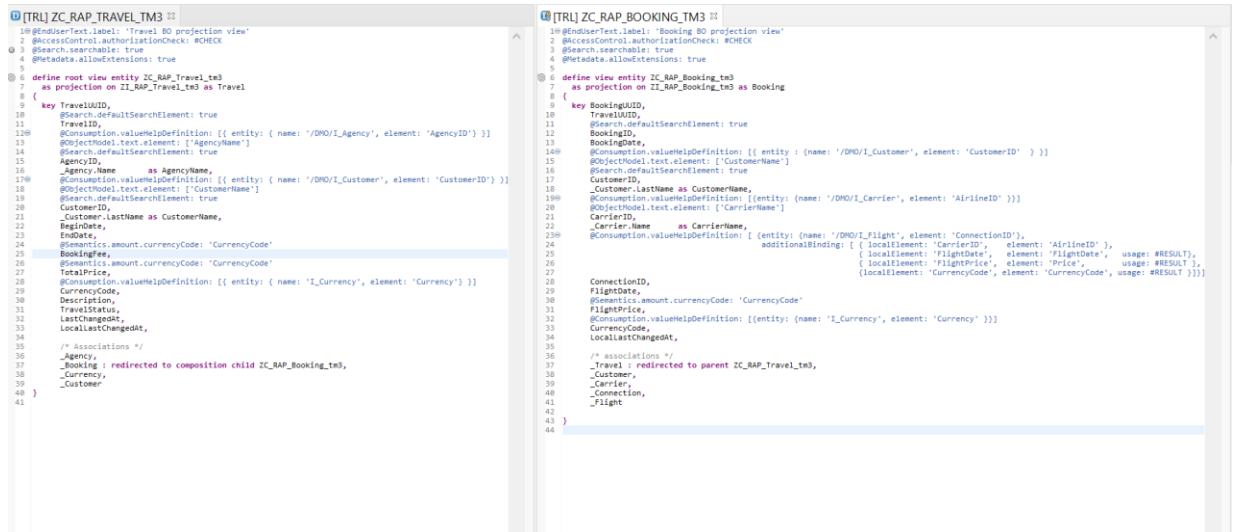 [TRL] ZC_RAP_TRAVEL_TM3
1 @EndUserText.label: 'Travel BO projection view'
2 @AccessControl.authorizationCheck: #CHECK
3 @Search.searchable: true
4 @Metadata.allowExtensions: true
5
6 define root view entity ZC_RAP_Travel_tm3
7 as projection on ZI_RAP_Travel_tm3 as Travel
8 {
9 key TravelUUID,
10 @Search.defaultSearchElement: true
11 TravelID,
12 @Consumption.valueHelpDefinition: [{ entity: { name: '/DMO/I_Agency', element: 'AgencyID'} }]
13 @ObjectModel.text.element: ['AgencyName']
14 @Search.defaultSearchElement: true
15 AgencyID,
16 _Agency.Name as AgencyName,
17 @Consumption.valueHelpDefinition: [{ entity: { name: '/DMO/I_Customer', element: 'CustomerID'} }]
18 @ObjectModel.text.element: ['CustomerName']
19 @Search.defaultSearchElement: true
20 CustomerID,
21 _Customer.LastName as CustomerName,
22 BeginDate,
23 EndDate,
24 @Semantics.amount.currencyCode: 'CurrencyCode'
25 BookingFee,
26 @Semantics.amount.currencyCode: 'CurrencyCode'
27 TotalPrice,
28 @Consumption.valueHelpDefinition: [{ entity: { name: 'I_Currency', element: 'Currency'} }]
29 CurrencyCode,
30 Description,
31 TravelStatus,
32 LastChangedAt,
33 LocalLastChangedAt,
34
35 /* Associations */
36 _Agency,
37 _Booking : redirected to composition child ZC_RAP_Booking_tm3,
38 _Currency,
39 _Customer
40 }
41
[TRL] ZC_RAP_BOOKING_TM3
1 @EndUserText.label: 'Booking BO projection view'
2 @AccessControl.authorizationCheck: #CHECK
3 @Search.searchable: true
4 @Metadata.allowExtensions: true
5
6 define view entity ZC_RAP_Booking_tm3
7 as projection on ZI_RAP_Booking_tm3 as Booking
8 {
9 key BookingUUID,
10 TravelUUID,
11 @Search.defaultSearchElement: true
12 BookingID,
13 BookingDate,
14 @Consumption.valueHelpDefinition: [{ entity : {name: '/DMO/I_Customer', element: 'CustomerID' } }]
15 @ObjectModel.text.element: ['CustomerName']
16 @Search.defaultSearchElement: true
17 CustomerID,
18 _Customer.LastName as CustomerName,
19 @Consumption.valueHelpDefinition: [{entity: {name: '/DMO/I_Carrier', element: 'AirlineID' }}]
20 @ObjectModel.text.element: ['CarrierName']
21 CarrierID,
22 _Carrier.Name as CarrierName,
23 @Consumption.valueHelpDefinition: [ {entity: {name: '/DMO/I_Flight', element: 'ConnectionID'},
24 additionalBinding: [ { localElement: 'CarrierID', element: 'AirlineID' },
25 { localElement: 'FlightDate', element: 'FlightDate', usage: #RESULT},
26 { localElement: 'FlightPrice', element: 'Price', usage: #RESULT },
27 {localElement: 'CurrencyCode', element: 'CurrencyCode', usage: #RESULT }]}]
28 ConnectionID,
29 FlightDate,
30 @Semantics.amount.currencyCode: 'CurrencyCode'
31 FlightPrice,
32 @Consumption.valueHelpDefinition: [{entity: {name: 'I_Currency', element: 'Currency' }}]
33 CurrencyCode,
34 LocalLastChangedAt,
35
36 /* associations */
37 _Travel : redirected to parent ZC_RAP_Travel_tm3,
38 _Customer,
39 _Carrier,
40 _Connection,
41 _Flight
42
43 }
44